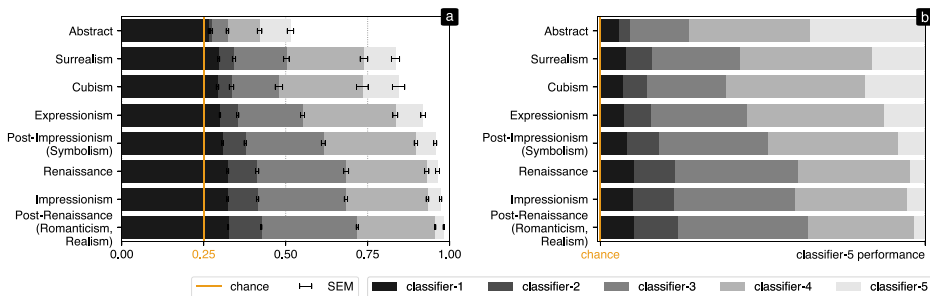 a
b
Abstract
Surrealism
Cubism
Expressionism
Post-Impressionism
(Symbolism)
Renaissance
Impressionism
Post-Renaissance
(Romanticism,
Realism)
0.00
0.25
0.50
0.75
1.00
Abstract
Surrealism
Cubism
Expressionism
Post-Impressionism
(Symbolism)
Renaissance
Impressionism
Post-Renaissance
(Romanticism,
Realism)
chance
classifier-5 performance
chance
SEM
classifier-1
classifier-2
classifier-3
classifier-4
classifier-5